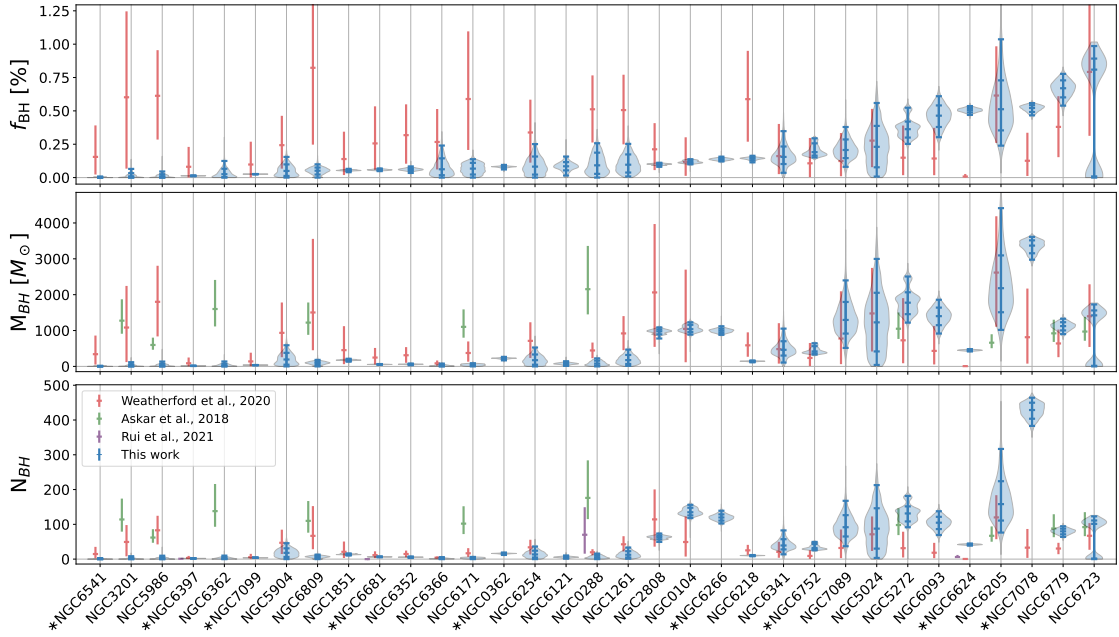 f_BH [%]
1.25
1.00
0.75
0.50
0.25
0.00
M_BH [M_⊙]
4000
3000
2000
1000
0
N_BH
500
400
300
200
100
0
Weatherford et al., 2020
Askar et al., 2018
Rui et al., 2021
This work
*NGC6541
NGC3201
NGC5986
*NGC6397
*NGC6362
*NGC7099
NGC5904
NGC6809
NGC1851
*NGC6681
*NGC6352
NGC6366
NGC6171
*NGC0362
*NGC6254
NGC6121
NGC0288
NGC1261
NGC2808
NGC0104
*NGC6266
*NGC6218
NGC6341
*NGC6752
NGC7089
NGC5024
NGC5272
NGC6093
*NGC6624
NGC6205
*NGC7078
NGC6779
NGC6723